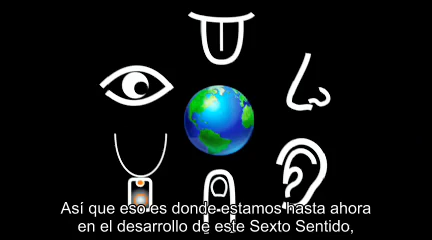 Así que eso es donde estamos hasta ahora
en el desarrollo de este Sexto Sentido,